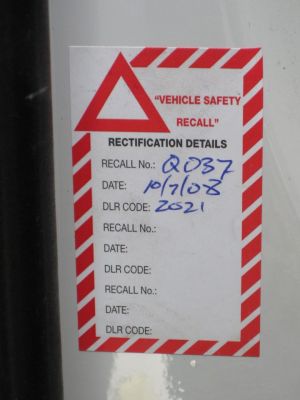 "VEHICLE SAFETY
RECALL"
RECTIFICATION DETAILS
RECALL No.: Q037
DATE: 10/7/08
DLR CODE: 2021
RECALL No.:
DATE:
DLR CODE:
RECALL No.:
DATE:
DLR CODE: